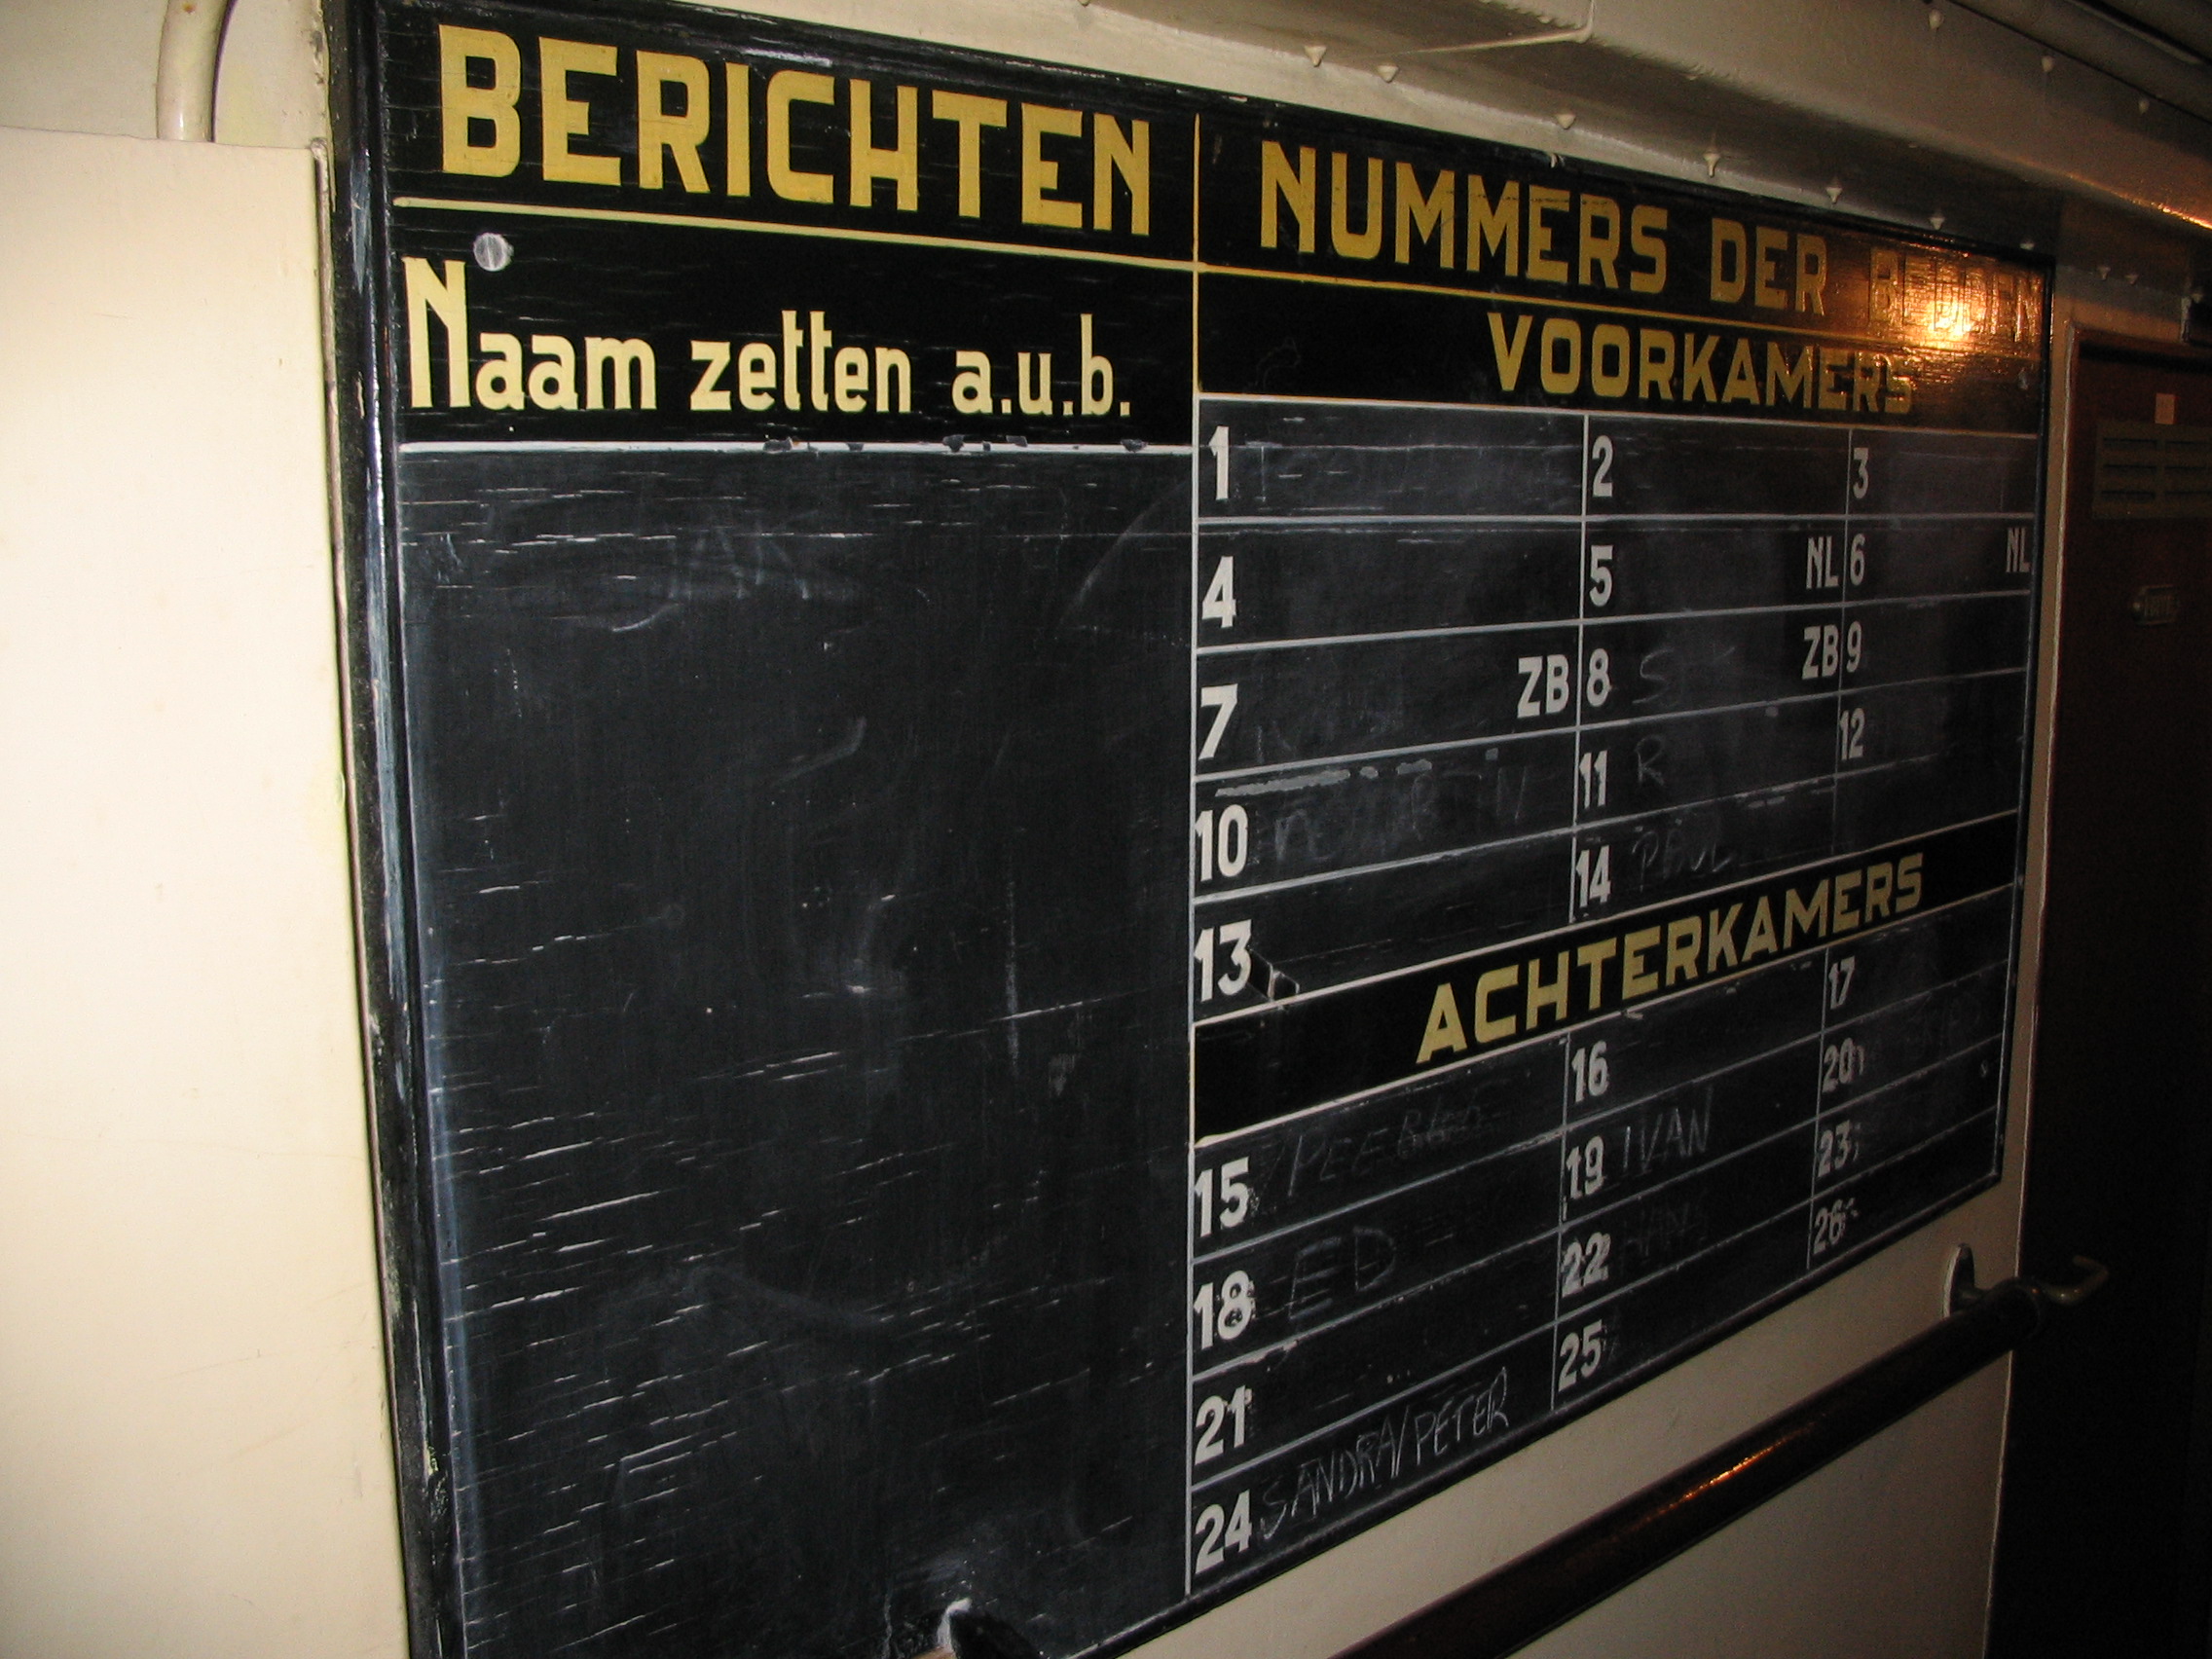 BERICHTEN
Naam zetten a.u.b.
NUMMERS DER BEDDEN
VOORKAMERS
1 2 3
4 5 NL 6 NL
7 ZB 8 ZB 9
10 11 R 12
13 14 PAUL
ACHTERKAMERS
15 16 17
18 ED 19 IVAN 20
21 22 HANS 23
24 SANDRA/PETER 25 26